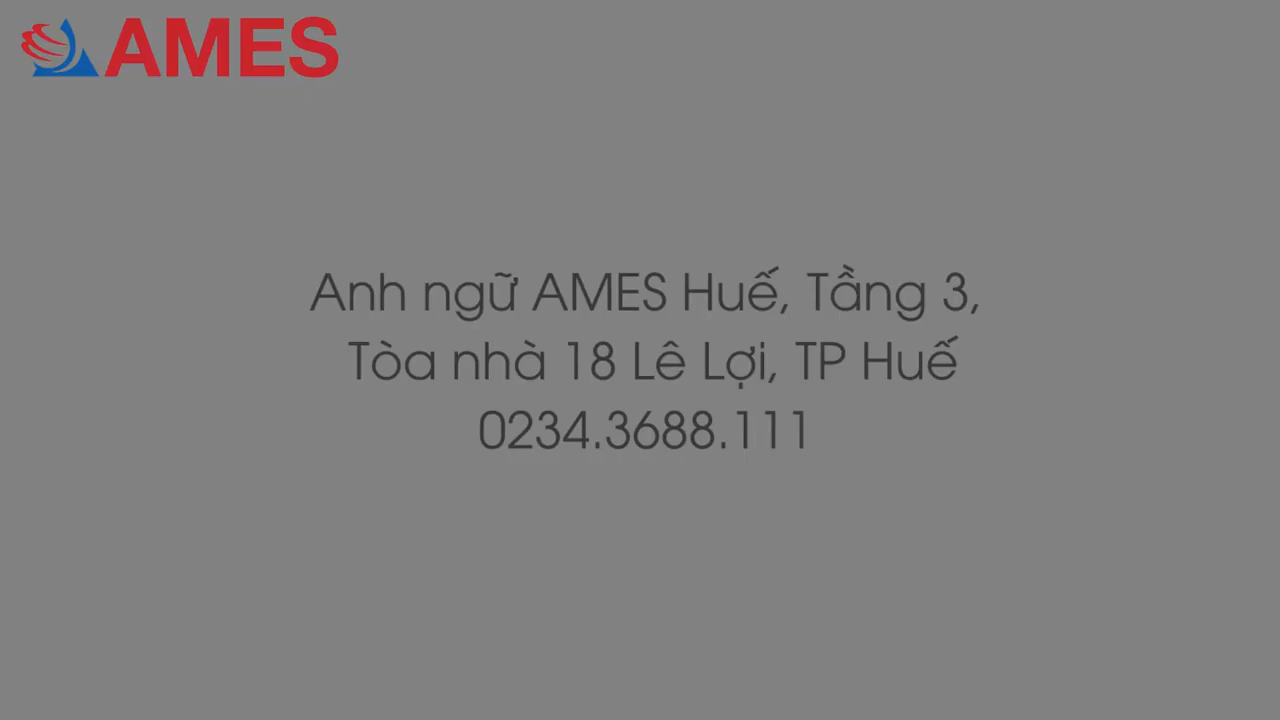 AMES
Anh ngữ AMES Huế, Tầng 3,
Tòa nhà 18 Lê Lợi, TP Huế
0234.3688.111